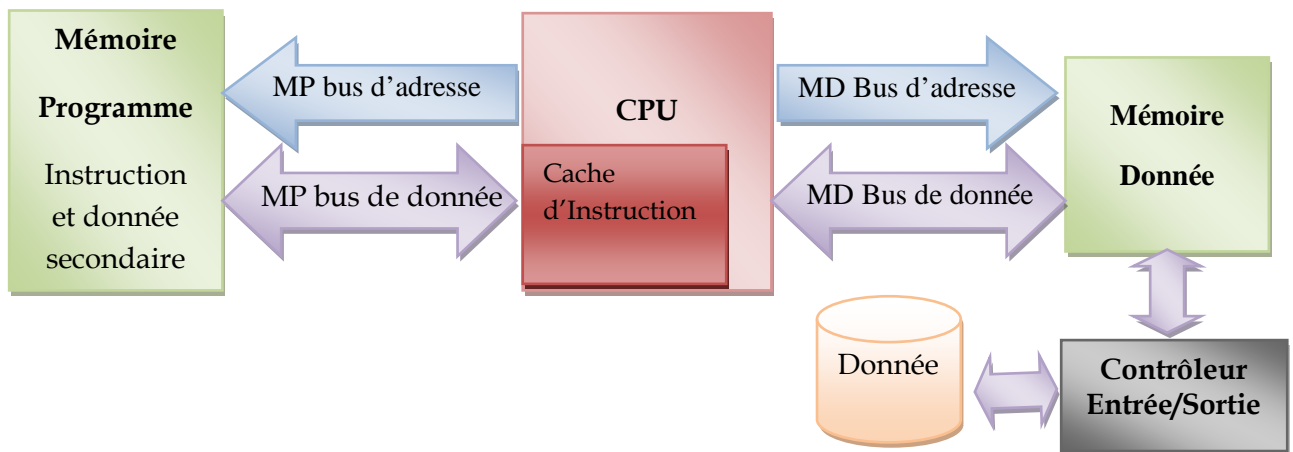 Mémoire
Programme
Instruction
et donnée
secondaire
MP bus d’adresse
MP bus de donnée
CPU
Cache
d’Instruction
MD Bus d’adresse
MD Bus de donnée
Mémoire
Donnée
Donnée
Contrôleur
Entrée/Sortie